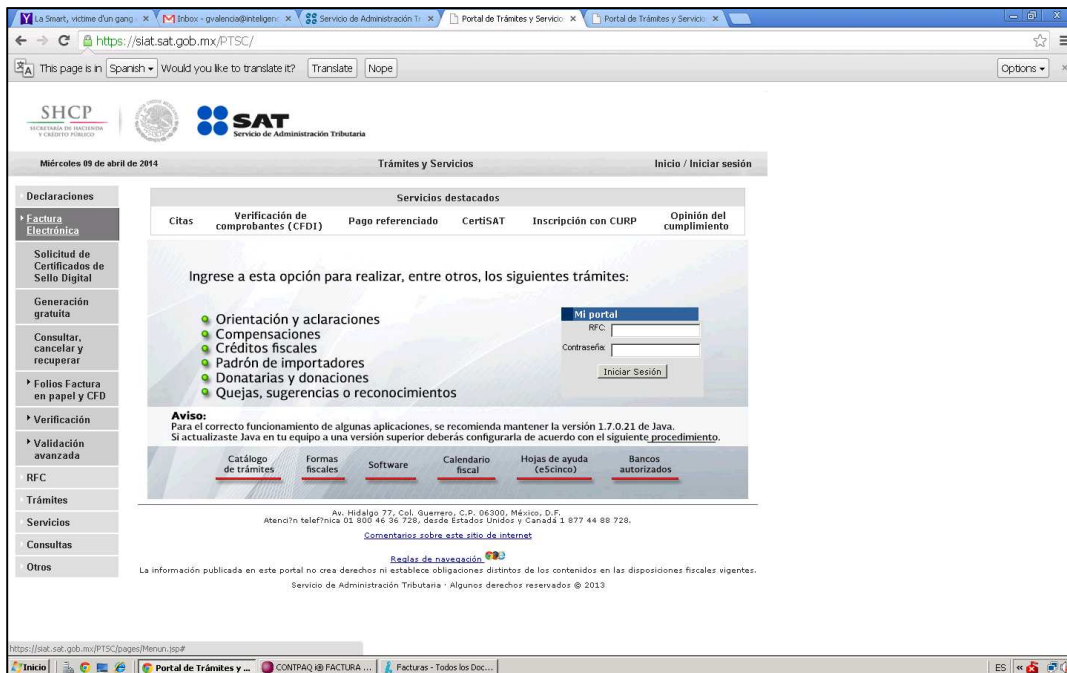 La Smart, victime d'un gang
Inbox - gvalencia@inteligen
Servicio de Administración T
Portal de Trámites y Servicio
Portal de Trámites y Servicio
https://siat.sat.gob.mx/PTSC/
This page is in Spanish Would you like to translate it? Translate Nope Options
SHCP
SECRETARÍA DE HACIENDA
Y CRÉDITO PÚBLICO
SAT
Servicio de Administración Tributaria
Miércoles 09 de abril de 2014 Trámites y Servicios Inicio / Iniciar sesión
Declaraciones
Factura
Electrónica
Solicitud de
Certificados de
Sello Digital
Generación
gratuita
Consultar,
cancelar y
recuperar
Folios Factura
en papel y CFD
Verificación
Validación
avanzada
RFC
Trámites
Servicios
Consultas
Otros
Servicios destacados
Citas
Verificación de
comprobantes (CFDI)
Pago referenciado
CertiSAT
Inscripción con CURP
Opinión del
cumplimiento
Ingrese a esta opción para realizar, entre otros, los siguientes trámites:
Orientación y aclaraciones
Compensaciones
Créditos fiscales
Padrón de importadores
Donatarias y donaciones
Quejas, sugerencias o reconocimientos
Mi portal
RFC:
Contraseña:
Iniciar Sesión
Aviso:
Para el correcto funcionamiento de algunas aplicaciones, se recomienda mantener la versión 1.7.0.21 de Java.
Si actualizaste Java en tu equipo a una versión superior deberás configurarla de acuerdo con el siguiente procedimiento.
Catálogo
de trámites
Formas
fiscales
Software
Calendario
fiscal
Hojas de ayuda
(e5cinco)
Bancos
autorizados
Av. Hidalgo 77, Col. Guerrero, C.P. 06300, México, D.F.
Atenci?n telef?nica 01 800 46 36 728, desde Estados Unidos y Canadá 1 877 44 88 728.
Comentarios sobre este sitio de internet
Reglas de navegación
La información publicada en este portal no crea derechos ni establece obligaciones distintos de los contenidos en las disposiciones fiscales vigentes.
Servicio de Administración Tributaria · Algunos derechos reservados @ 2013
https://siat.sat.gob.mx/PTSC/pages/Menun.jsp#
Inicio
Portal de Trámites y ...
CONTPAQ i® FACTURA ...
Facturas - Todos los Doc...
ES